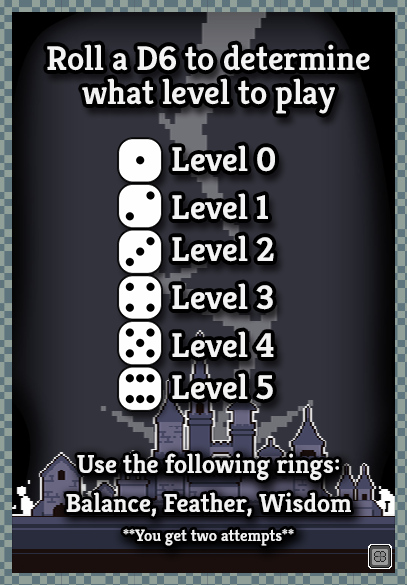 Roll a D6 to determine
what level to play
Level 0
Level 1
Level 2
Level 3
Level 4
Level 5
Use the following rings:
Balance, Feather, Wisdom
**You get two attempts**